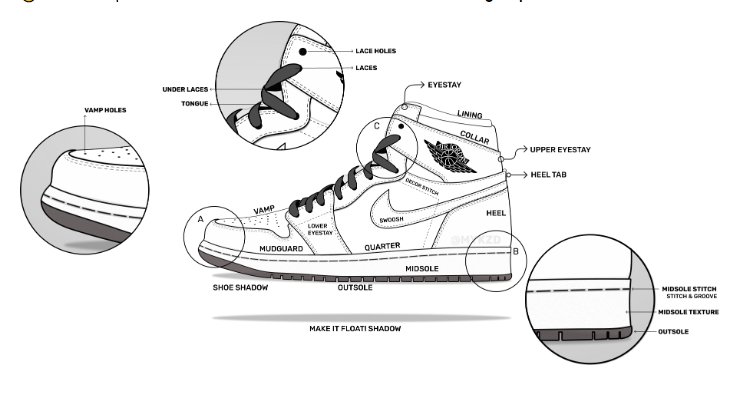 LACE HOLES
LACES
UNDER LACES
TONGUE
VAMP HOLES
EYESTAY
LINING
C
COLLAR
UPPER EYESTAY
HEEL TAB
DECOR STITCH
A
VAMP
SWOOSH
HEEL
LOWER
EYESTAY
MUDGUARD
QUARTER
B
MIDSOLE
SHOE SHADOW
OUTSOLE
MAKE IT FLOAT! SHADOW
MIDSOLE STITCH
STITCH & GROOVE
MIDSOLE TEXTURE
OUTSOLE